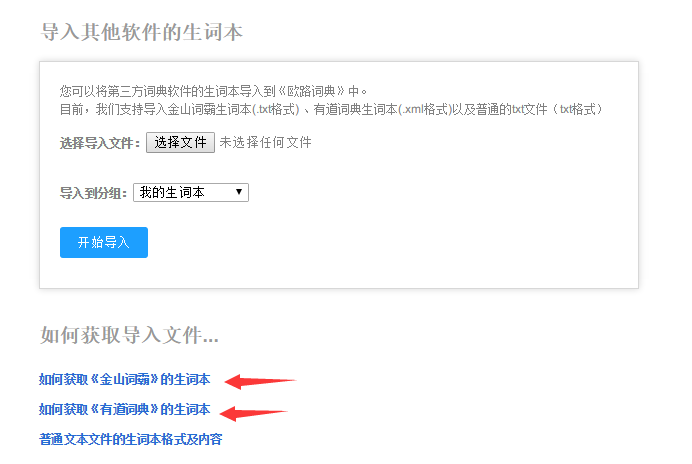 导入其他软件的生词本
您可以将第三方词典软件的生词本导入到《欧路词典》中。
目前，我们支持导入金山词霸生词本(.txt格式) 、有道词典生词本(.xml格式)以及普通的txt文件（txt格式）
选择导入文件： 选择文件 未选择任何文件
导入到分组： 我的生词本
开始导入
如何获取导入文件...
如何获取《金山词霸》的生词本
如何获取《有道词典》的生词本
普通文本文件的生词本格式及内容